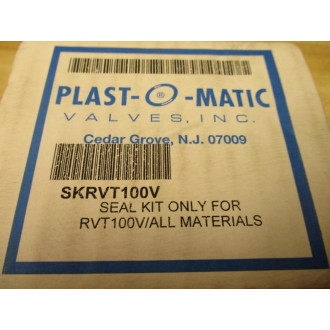 PLAST-O-MATIC
®
VALVES, INC.
Cedar Grove, N.J. 07009
SKRVT100V
SEAL KIT ONLY FOR
RVT100V/ALL MATERIALS